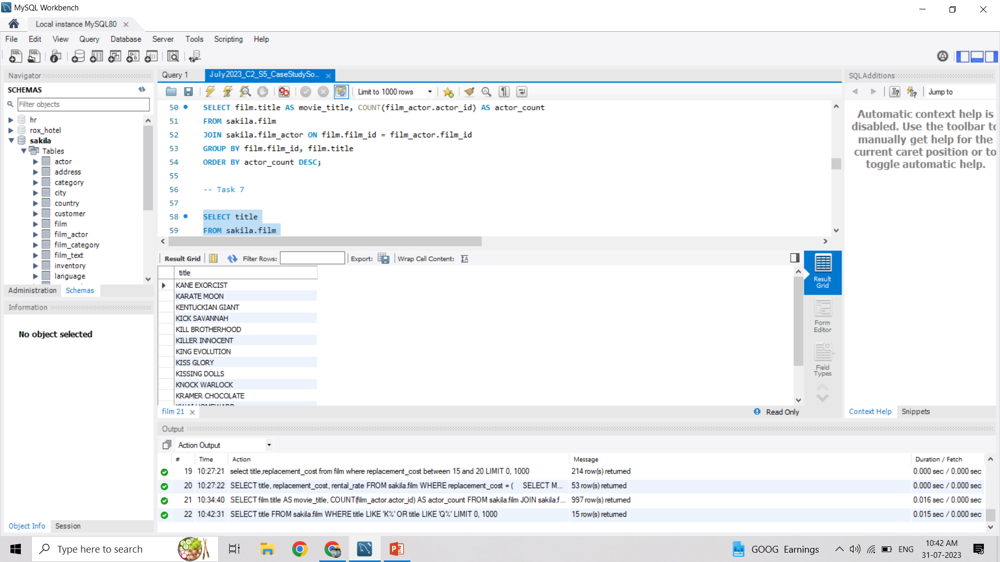 MySQL Workbench
Local instance MySQL80
File Edit View Query Database Server Tools Scripting Help
Navigator
SCHEMAS
Filter objects
hr
rox_hotel
sakila
Tables
actor
address
category
city
country
customer
film
film_actor
film_category
film_text
inventory
language
Administration Schemas
Information
No object selected
Object Info Session
Query 1 July2023_C2_S5_CaseStudySo...
Limit to 1000 rows
50 SELECT film.title AS movie_title, COUNT(film_actor.actor_id) AS actor_count
51 FROM sakila.film
52 JOIN sakila.film_actor ON film.film_id = film_actor.film_id
53 GROUP BY film.film_id, film.title
54 ORDER BY actor_count DESC;
55
56 -- Task 7
57
58 SELECT title
59 FROM sakila.film
Result Grid Filter Rows: Export: Wrap Cell Content:
title
KANE EXORCIST
KARATE MOON
KENTUCKIAN GIANT
KICK SAVANNAH
KILL BROTHERHOOD
KILLER INNOCENT
KING EVOLUTION
KISS GLORY
KISSING DOLLS
KNOCK WARLOCK
KRAMER CHOCOLATE
Result
Grid
Form
Editor
Field
Types
film 21 Read Only
SQLAdditions
Jump to
Automatic context help is
disabled. Use the toolbar to
manually get help for the
current caret position or to
toggle automatic help.
Context Help Snippets
Output
Action Output
# Time Action Message Duration / Fetch
19 10:27:21 select title,replacement_cost from film where replacement_cost between 15 and 20 LIMIT 0, 1000 214 row(s) returned 0.000 sec / 0.000 sec
20 10:27:22 SELECT title, replacement_cost, rental_rate FROM sakila.film WHERE replacement_cost = ( SELECT M... 53 row(s) returned 0.000 sec / 0.000 sec
21 10:34:40 SELECT film.title AS movie_title, COUNT(film_actor.actor_id) AS actor_count FROM sakila.film JOIN sakila.f... 997 row(s) returned 0.016 sec / 0.000 sec
22 10:42:31 SELECT title FROM sakila.film WHERE title LIKE 'K%' OR title LIKE 'Q%' LIMIT 0, 1000 15 row(s) returned 0.015 sec / 0.000 sec
Type here to search
GOOG Earnings
ENG
10:42 AM
31-07-2023